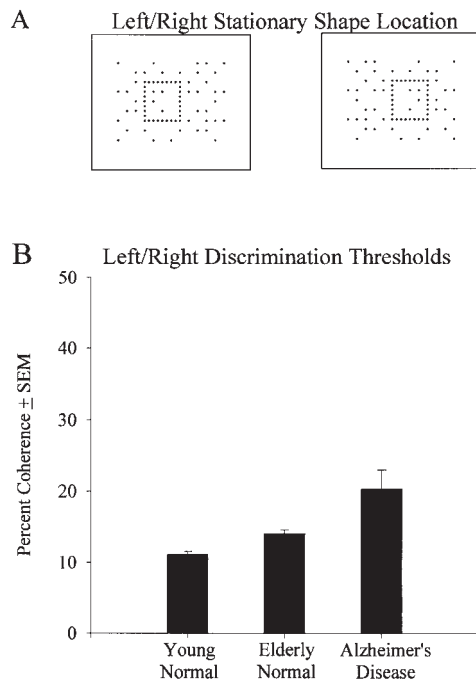 A
Left/Right Stationary Shape Location
B
Left/Right Discrimination Thresholds
Percent Coherence ± SEM
50
40
30
20
10
0
Young
Normal
Elderly
Normal
Alzheimer's
Disease